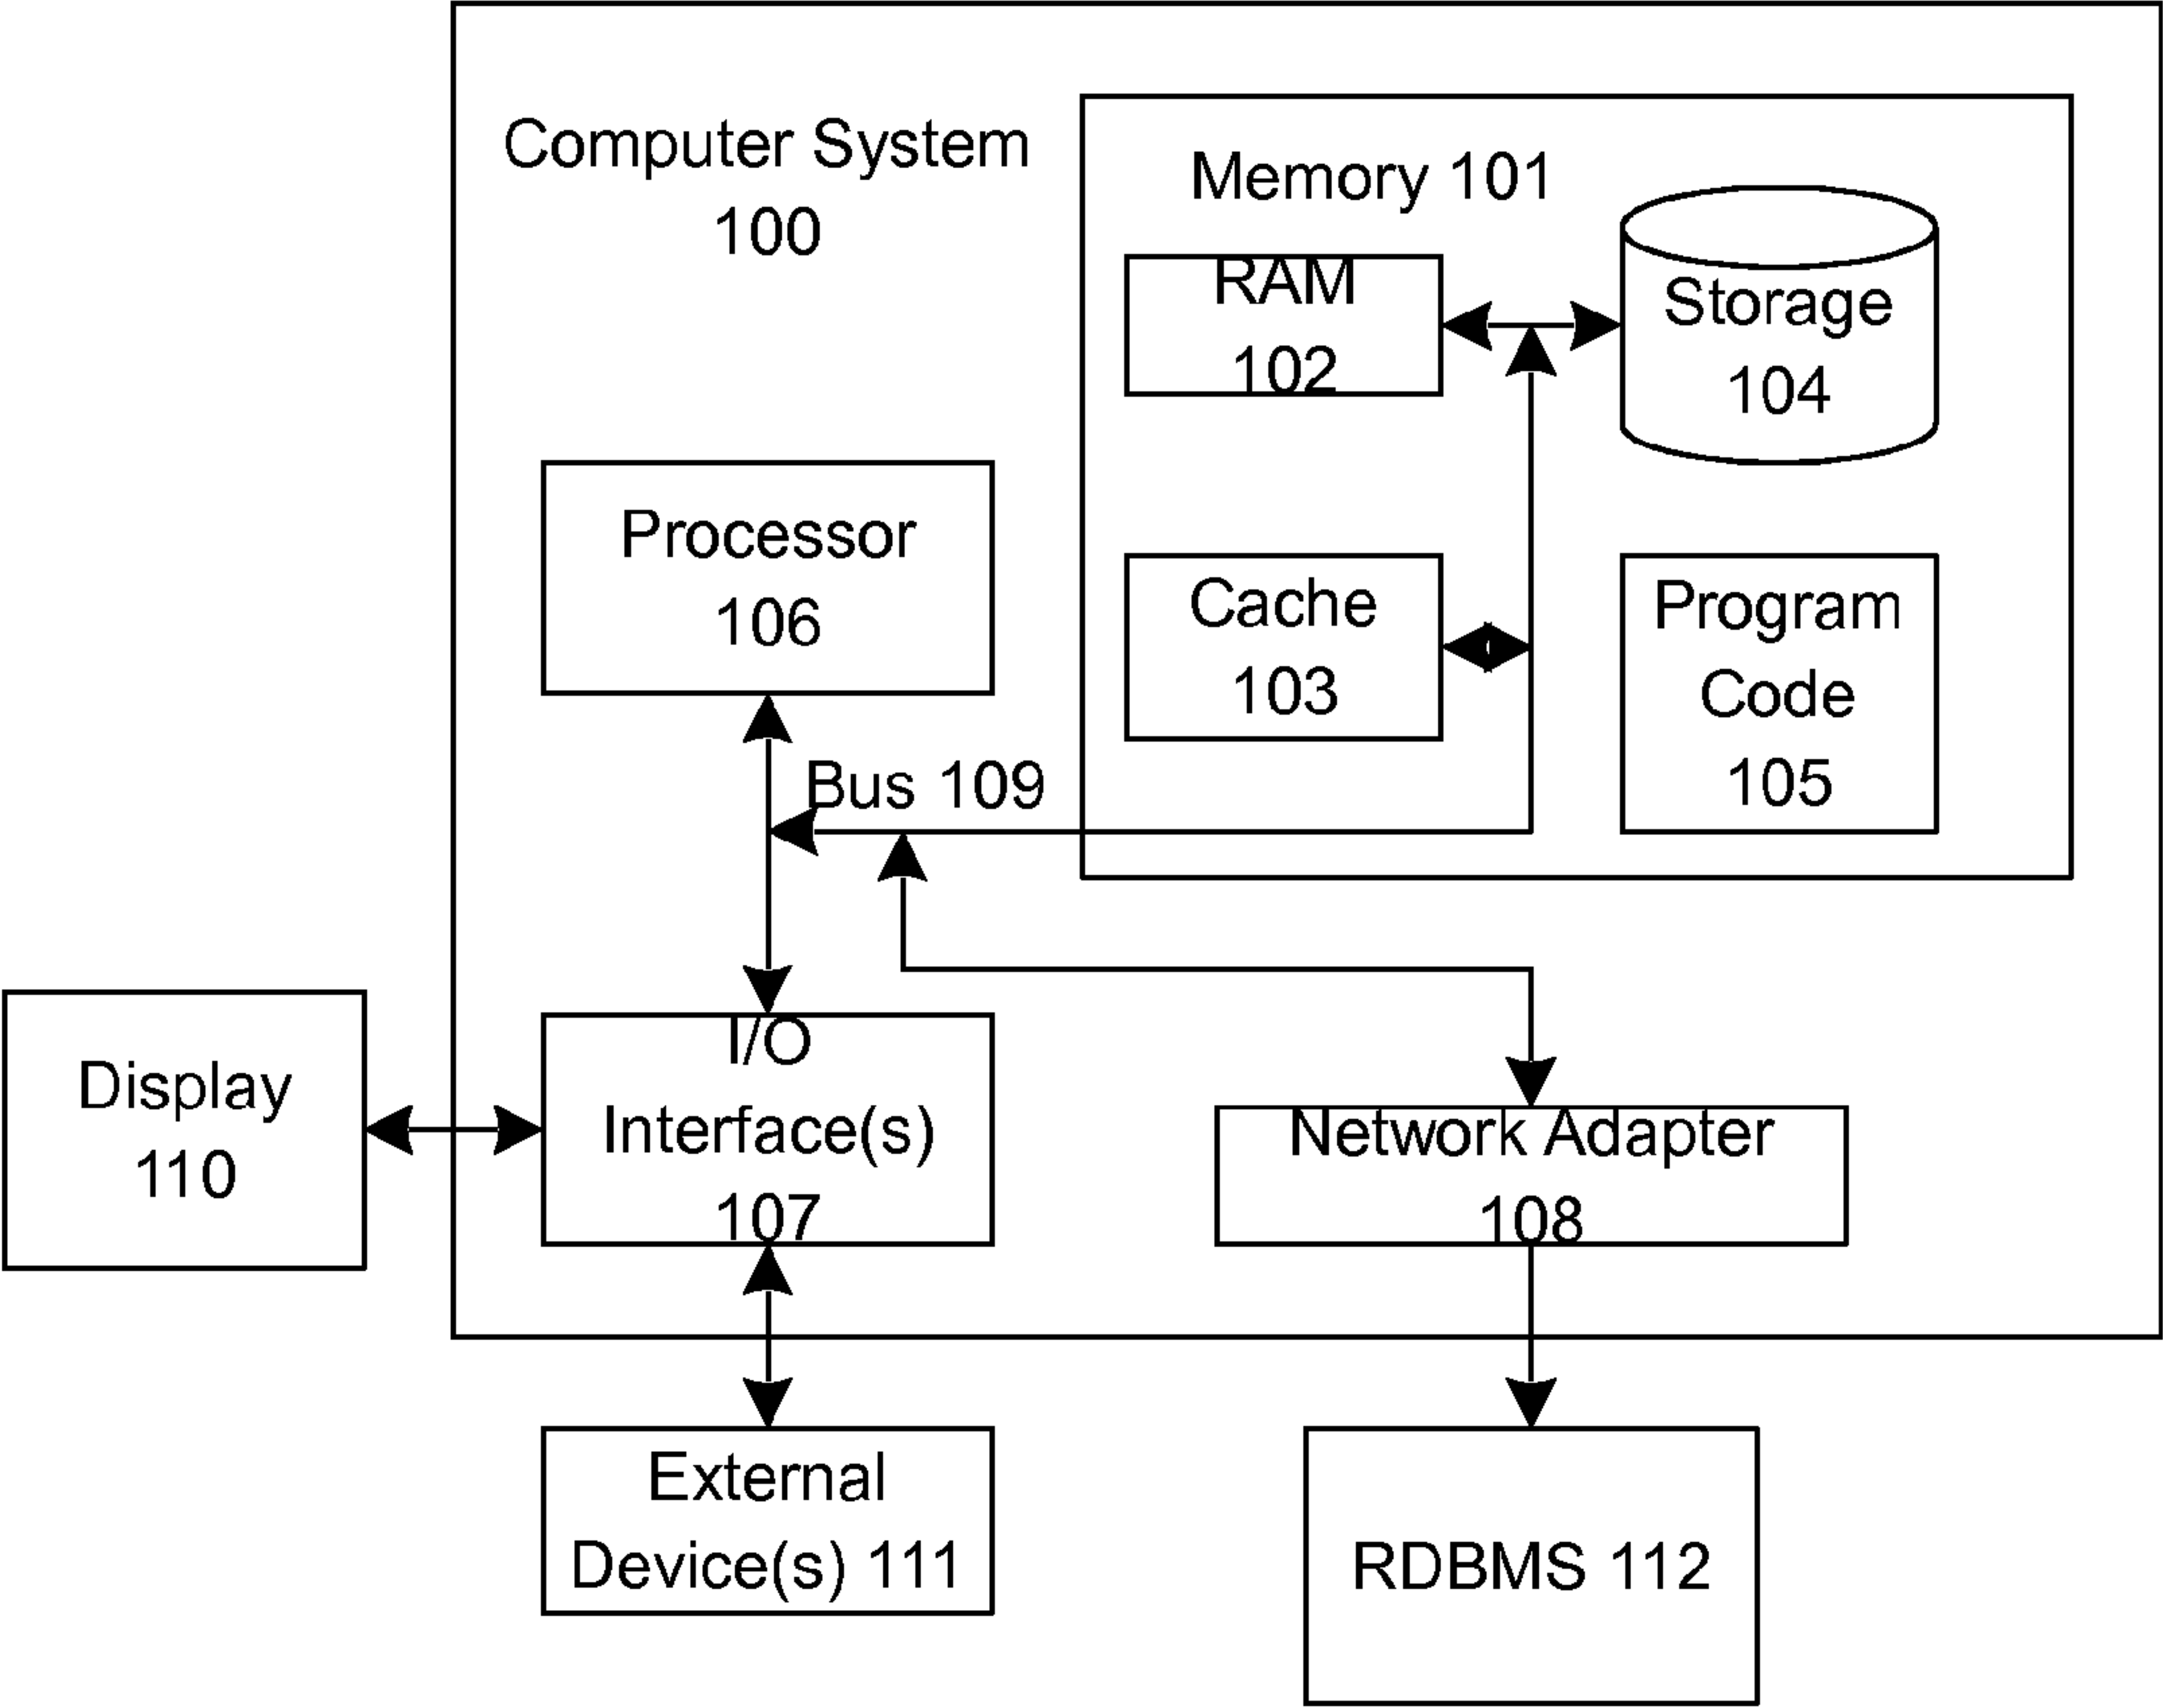 Computer System
100
Memory 101
RAM
102
Storage
104
Processor
106
Cache
103
Program
Code
105
Bus 109
Display
110
I/O
Interface(s)
107
Network Adapter
108
External
Device(s) 111
RDBMS 112